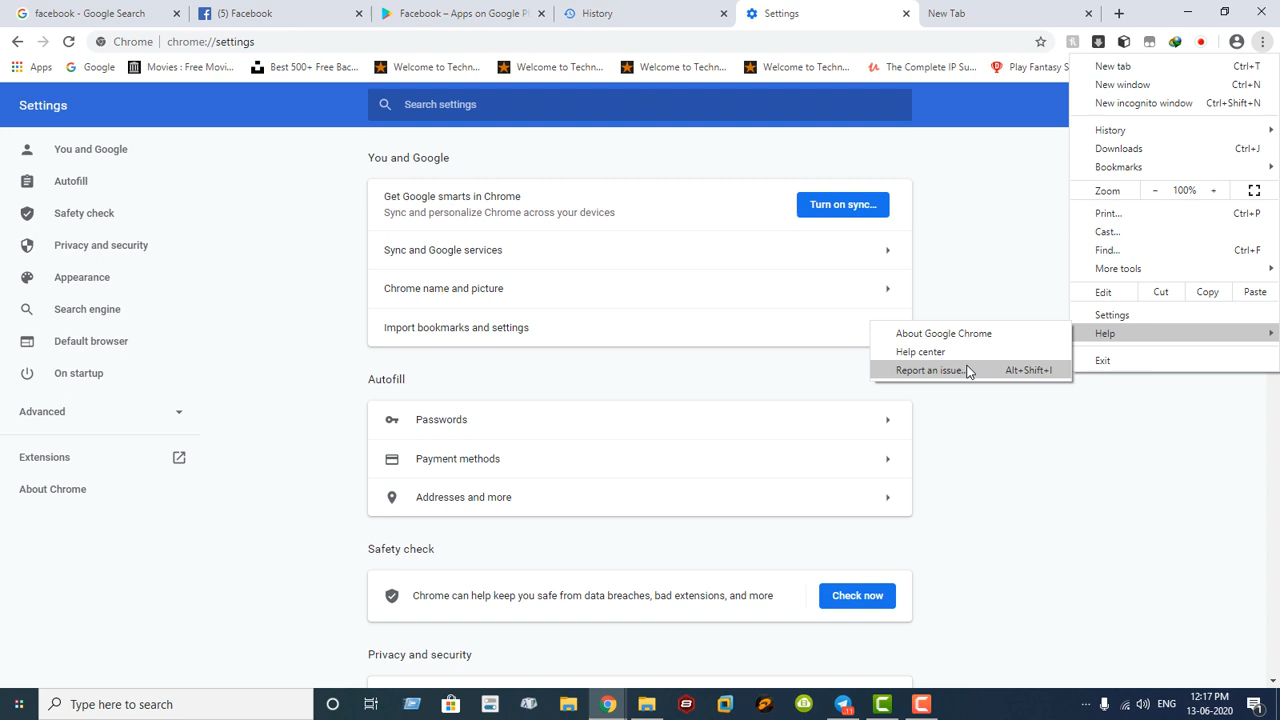 facebook - Google Search
(5) Facebook
Facebook – Apps on Google Pl
History
Settings
New Tab
Chrome
chrome://settings
Apps
Google
Movies : Free Movi...
Best 500+ Free Bac...
Welcome to Techn...
Welcome to Techn...
Welcome to Techn...
Welcome to Techn...
The Complete IP Su...
Play Fantasy S
Settings
Search settings
You and Google
Autofill
Safety check
Privacy and security
Appearance
Search engine
Default browser
On startup
Advanced
Extensions
About Chrome
You and Google
Get Google smarts in Chrome
Sync and personalize Chrome across your devices
Turn on sync...
Sync and Google services
Chrome name and picture
Import bookmarks and settings
Autofill
Passwords
Payment methods
Addresses and more
Safety check
Chrome can help keep you safe from data breaches, bad extensions, and more
Check now
Privacy and security
New tab Ctrl+T
New window Ctrl+N
New incognito window Ctrl+Shift+N
History
Downloads Ctrl+J
Bookmarks
Zoom - 100% +
Print... Ctrl+P
Cast...
Find... Ctrl+F
More tools
Edit Cut Copy Paste
Settings
Help
Exit
About Google Chrome
Help center
Report an issue... Alt+Shift+I
Type here to search
11
ENG
12:17 PM
13-06-2020
1